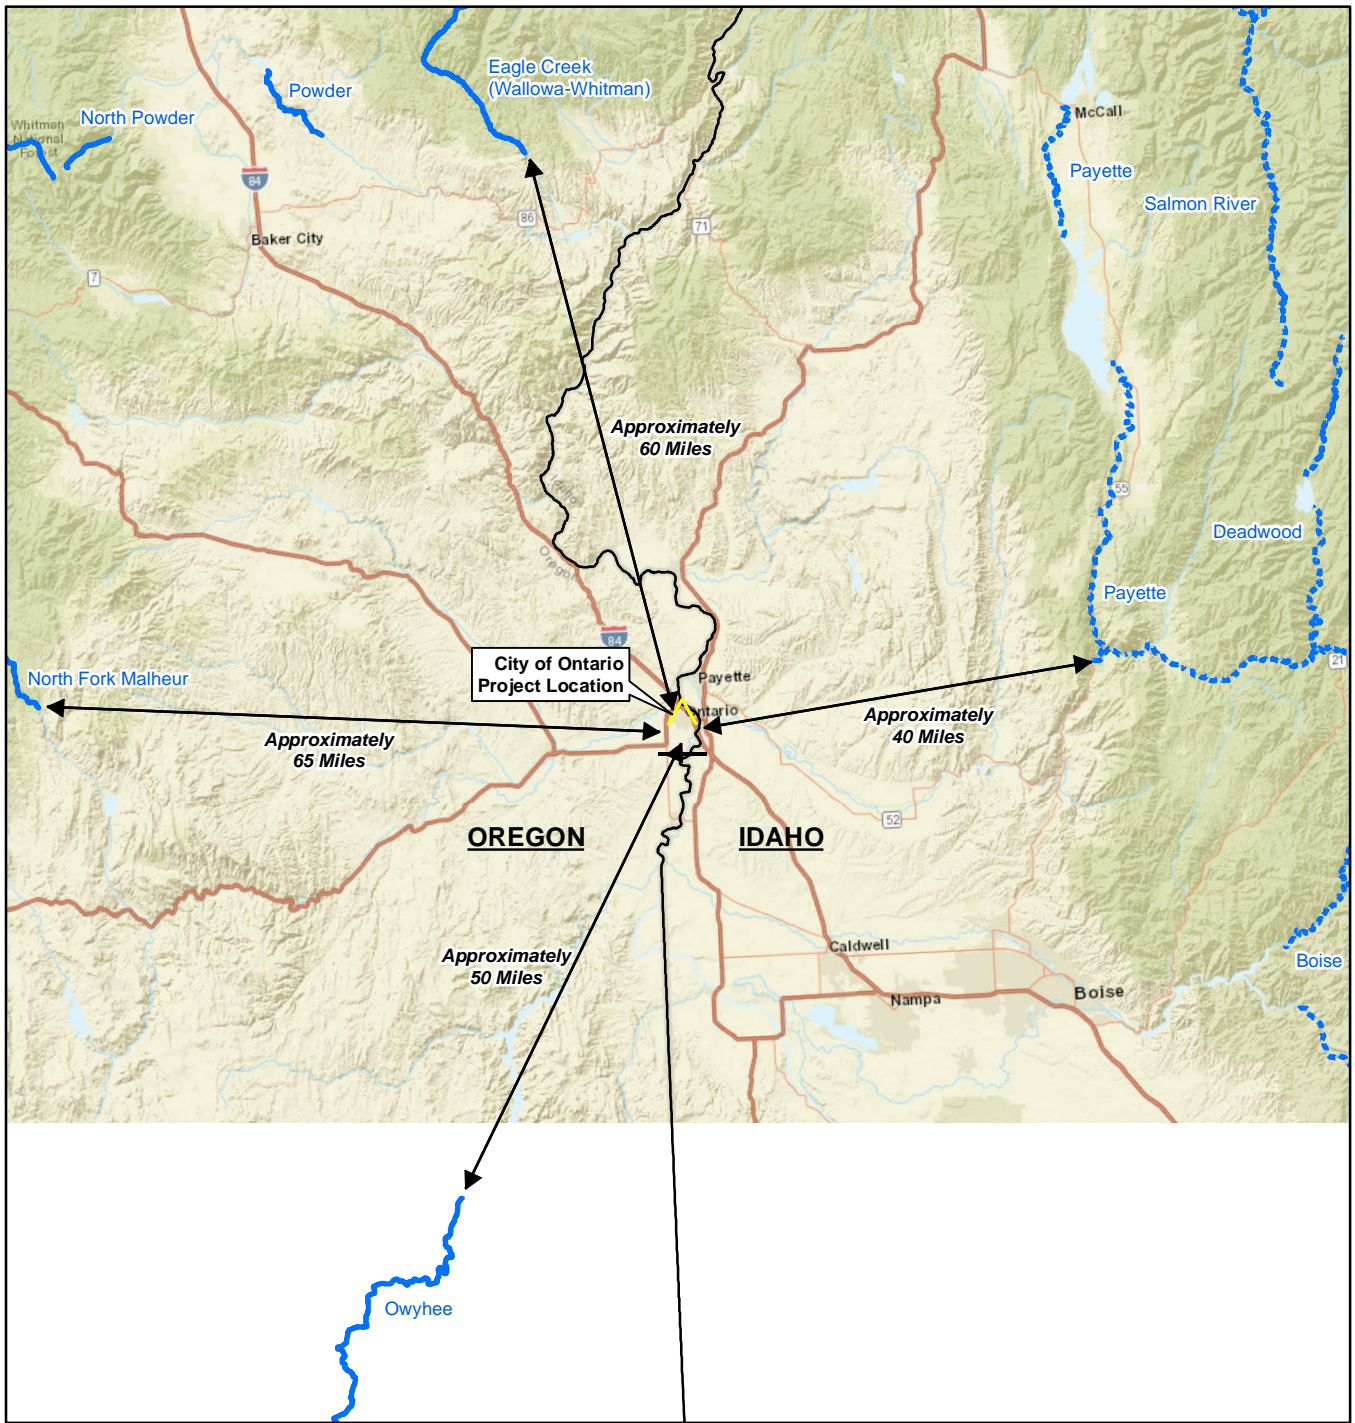 Eagle Creek
(Wallowa-Whitman)
Powder
North Powder
Whitman
National
Forest
McCall
Payette
Salmon River
84
86
71
Baker City
7
Approximately
60 Miles
Idaho
Oregon
55
Deadwood
Payette
84
City of Ontario
Project Location
Payette
21
North Fork Malheur
Ontario
Approximately
65 Miles
Approximately
40 Miles
52
OREGON
IDAHO
Approximately
50 Miles
Caldwell
Nampa
Boise
Boise
Owyhee